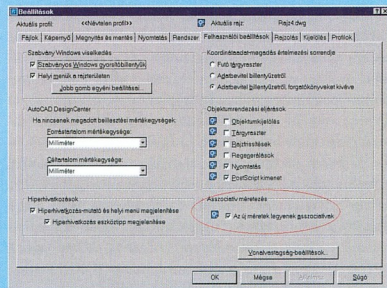 Beállítások
Aktuális profil: <<Névtelen profil>> Aktuális rajz: Rajz4.dwg
Fájlok Képernyő Megnyitás és mentés Nyomtatás Rendszer Felhasználói beállítások Rajzolás Kijelölés Profilok
Szabvány Windows viselkedés
Szabványos Windows gyorsítóbillentyűk
Helyi menük a rajzterületen
Jobb gomb egyéni beállításai...
AutoCAD DesignCenter
Ha nincsenek megadott beillesztési mértékegységek:
Forrástartalom mértékegysége:
Milliméter
Céltartalom mértékegysége:
Milliméter
Hiperhivatkozások
Hiperhivatkozás-mutató és helyi menü megjelenítése
Hiperhivatkozás eszköztipp megjelenítése
Koordinátaadat-megadás értelmezési sorrendje
Futó tárgyraszter
Adatbevitel billentyűzetről
Adatbevitel billentyűzetről, forgatókönyveket kivéve
Objektumrendezési eljárások
Objektumkijelölés
Tárgyraszter
Rajzfrissítések
Regenerálások
Nyomtatás
PostScript kimenet
Asszociatív méretezés
Az új méretek legyenek asszociatívak
Vonalvastagság-beállítások...
OK Mégse Alkalmaz Súgó